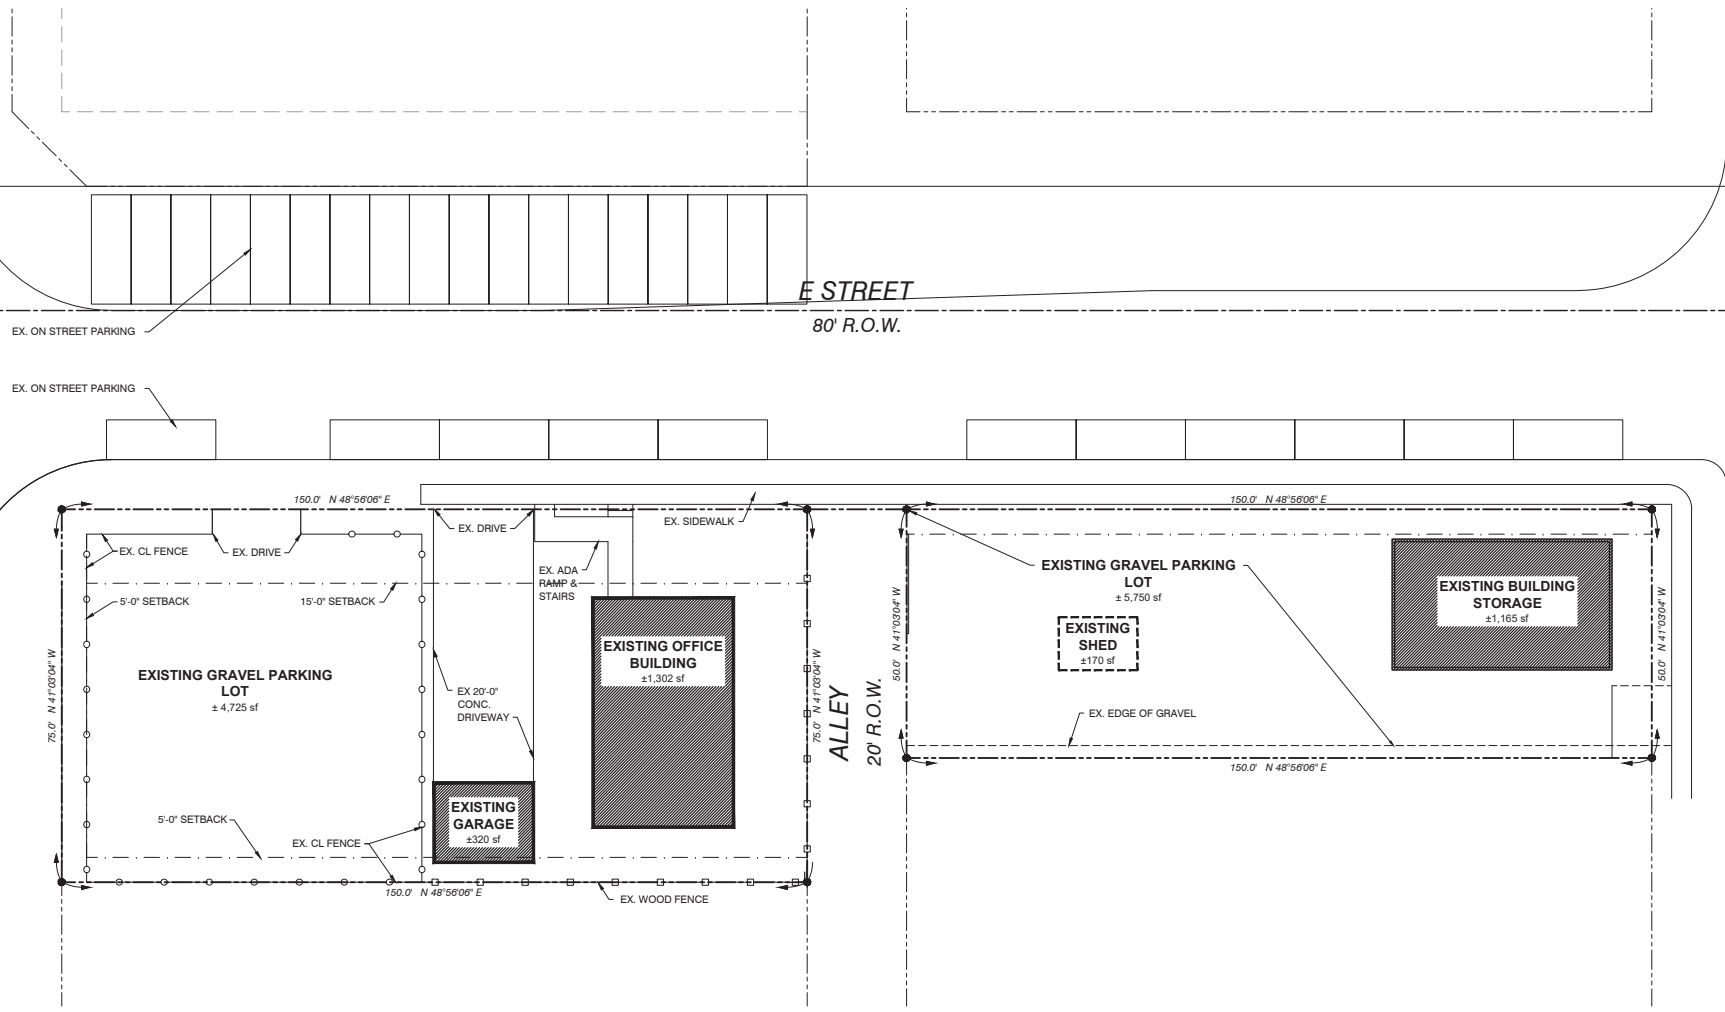 E STREET
80' R.O.W.
EX. ON STREET PARKING
EX. ON STREET PARKING
150.0' N 48°56'06" E
150.0' N 48°56'06" E
EX. SIDEWALK
EX. DRIVE
EX. CL FENCE
EX. DRIVE
EX. ADA
RAMP &
STAIRS
5'-0" SETBACK
15'-0" SETBACK
EXISTING GRAVEL PARKING
LOT
± 5,750 sf
EXISTING BUILDING
STORAGE
±1,165 sf
EXISTING
SHED
±170 sf
50.0' N 41°03'04" W
50.0' N 41°03'04" W
75.0' N 41°03'04" W
EXISTING GRAVEL PARKING
LOT
± 4,725 sf
EXISTING OFFICE
BUILDING
±1,302 sf
75.0' N 41°03'04" W
ALLEY
20' R.O.W.
EX 20'-0"
CONC.
DRIVEWAY
EX. EDGE OF GRAVEL
150.0' N 48°56'06" E
EXISTING
GARAGE
±320 sf
5'-0" SETBACK
EX. CL FENCE
150.0' N 48°56'06" E
EX. WOOD FENCE